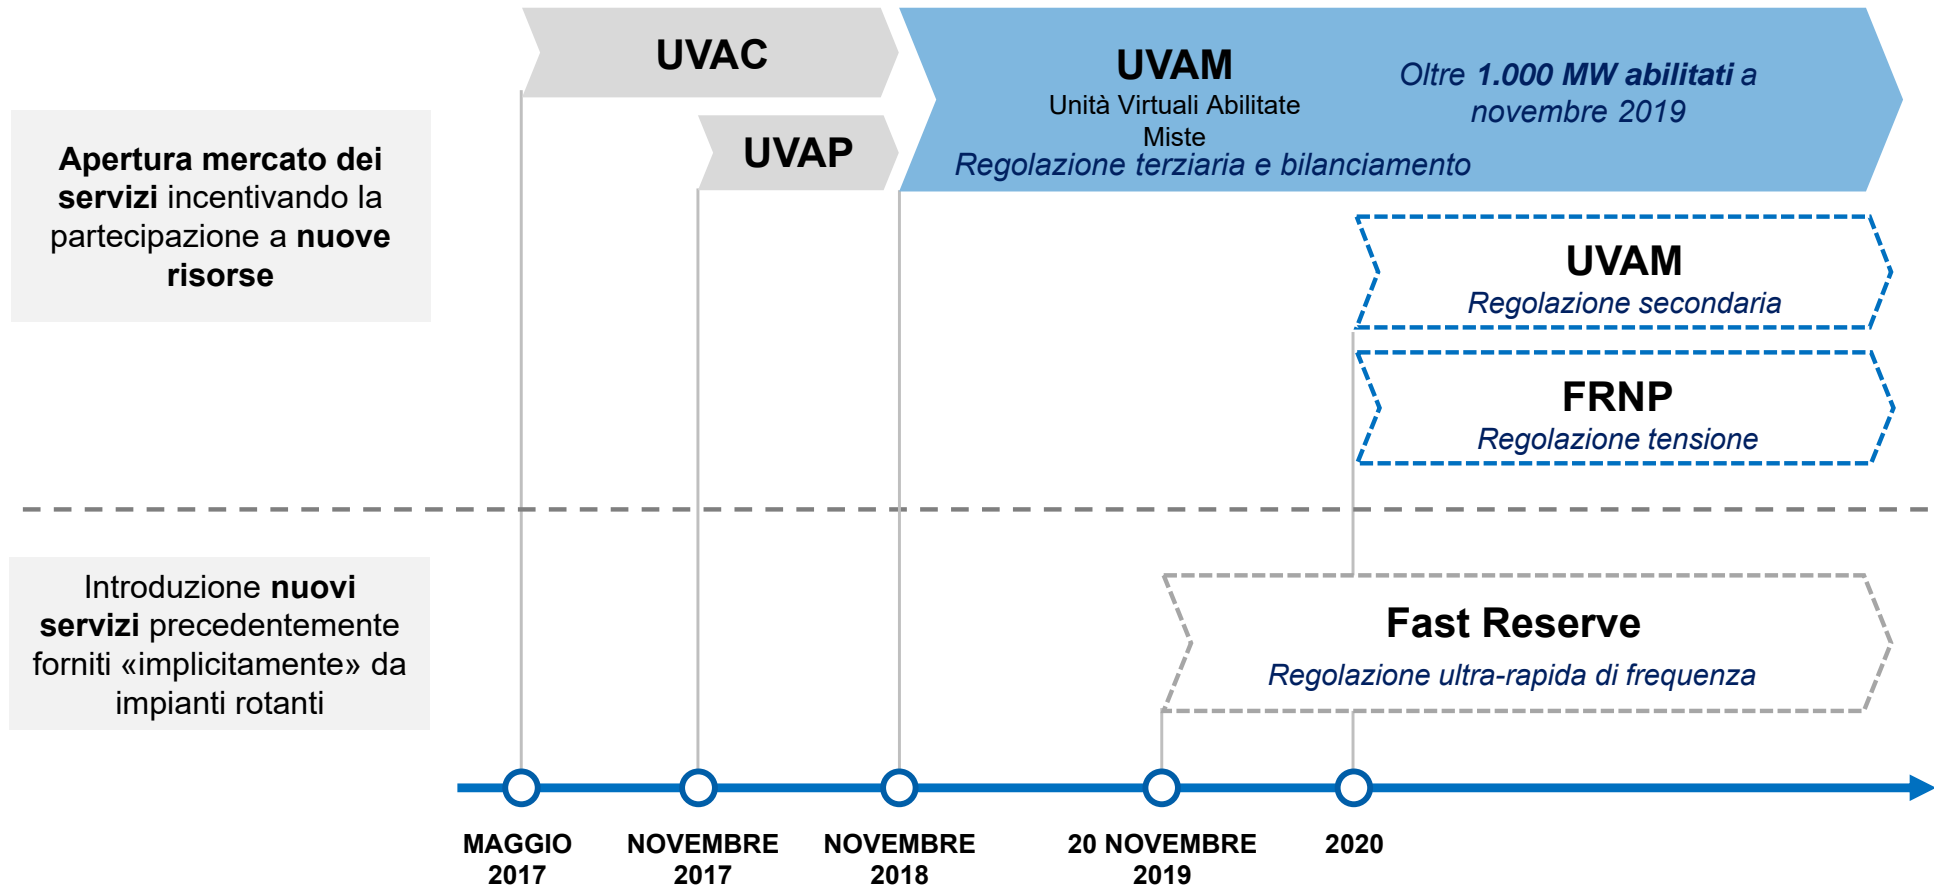 UVAC
UVAP
UVAM
Unità Virtuali Abilitate
Miste
Regolazione terziaria e bilanciamento
Oltre 1.000 MW abilitati a
novembre 2019
Apertura mercato dei
servizi incentivando la
partecipazione a nuove
risorse
UVAM
Regolazione secondaria
FRNP
Regolazione tensione
Introduzione nuovi
servizi precedentemente
forniti «implicitamente» da
impianti rotanti
Fast Reserve
Regolazione ultra-rapida di frequenza
MAGGIO
2017
NOVEMBRE
2017
NOVEMBRE
2018
20 NOVEMBRE
2019
2020